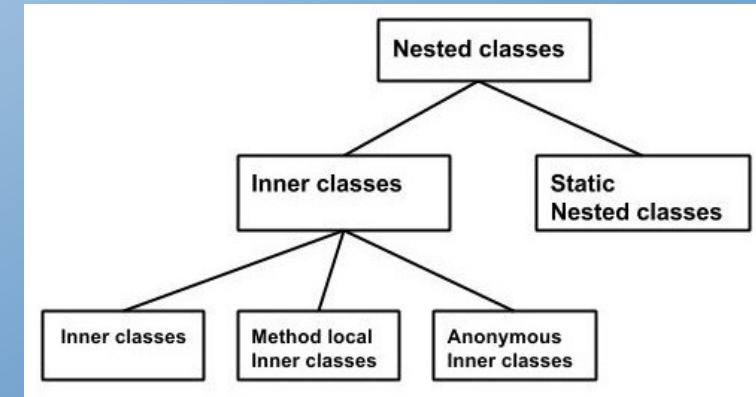 Nested classes
Inner classes
Static
Nested classes
Inner classes
Method local
Inner classes
Anonymous
Inner classes